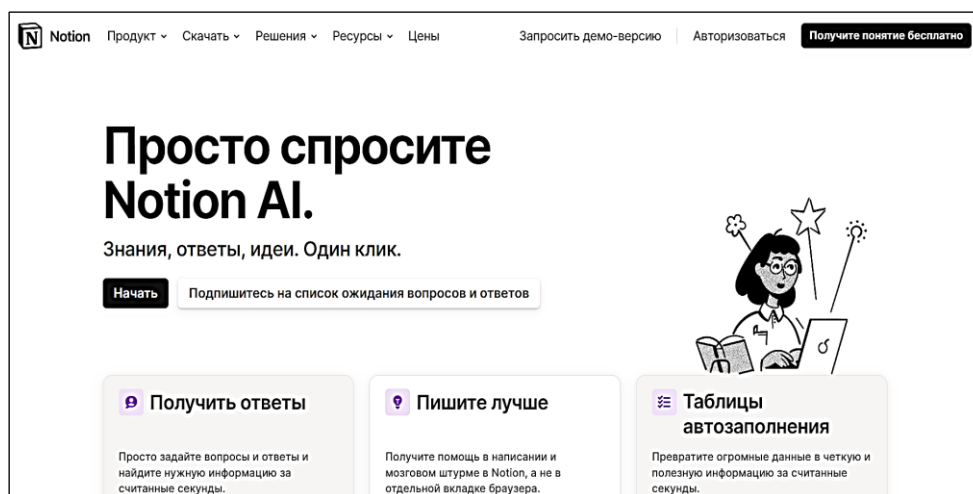 Notion Продукт Скачать Решения Ресурсы Цены Запросить демо-версию Авторизоваться Получите понятие бесплатно
Просто спросите
Notion AI.
Знания, ответы, идеи. Один клик.
Начать Подпишитесь на список ожидания вопросов и ответов
Получить ответы
Просто задайте вопросы и ответы и
найдите нужную информацию за
считанные секунды.
Пишите лучше
Получите помощь в написании и
мозговом штурме в Notion, а не в
отдельной вкладке браузера.
Таблицы
автозаполнения
Превратите огромные данные в четкую и
полезную информацию за считанные
секунды.